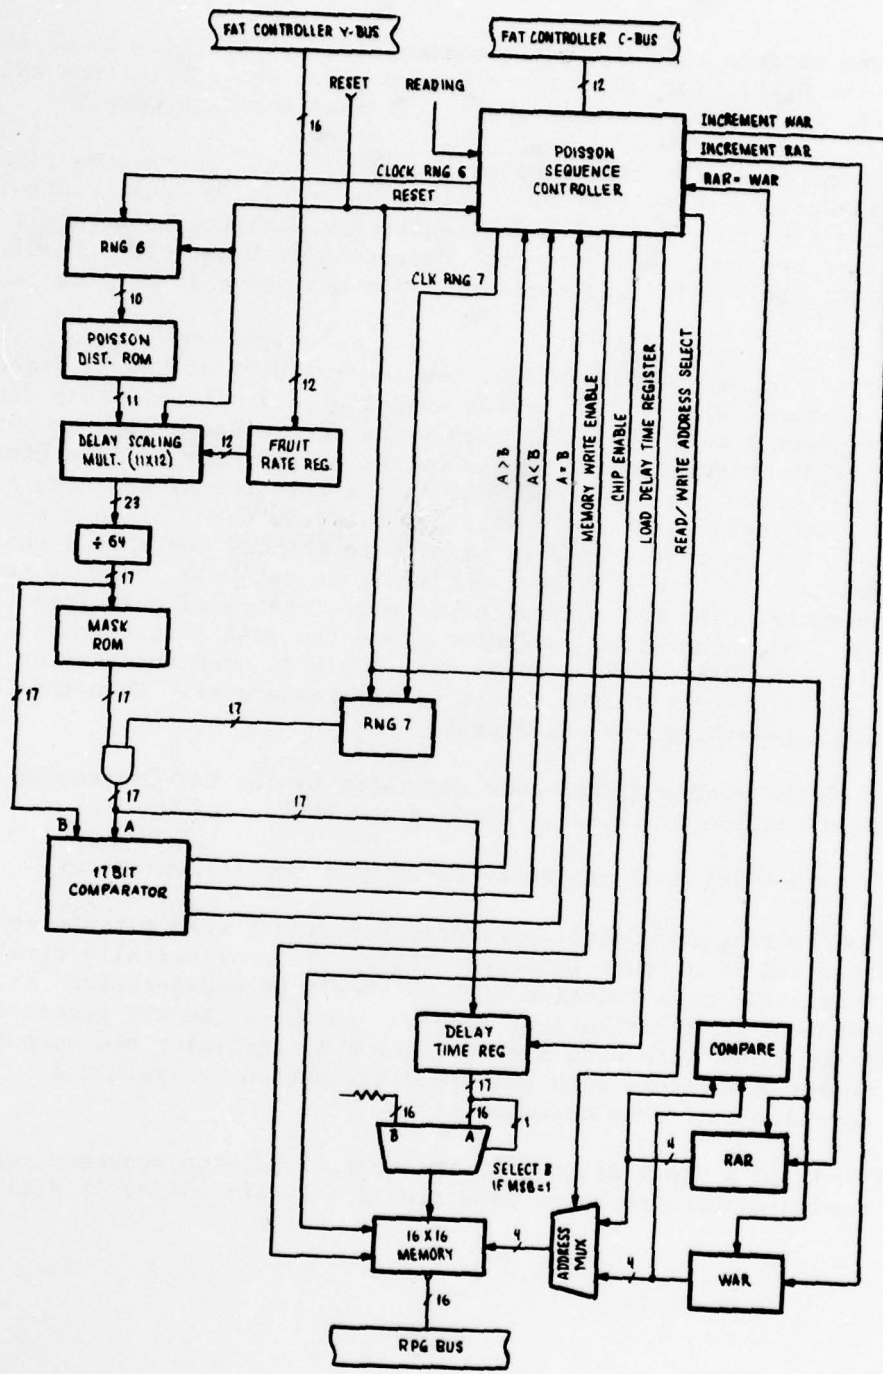 FAT CONTROLLER Y-BUS
FAT CONTROLLER C-BUS
RESET
READING
12
16
INCREMENT WAR
INCREMENT RAR
RAR = WAR
POISSON
SEQUENCE
CONTROLLER
CLOCK RNG 6
RESET
RNG 6
CLK RNG 7
10
POISSON
DIST. ROM
11
12
DELAY SCALING
MULT. (11X12)
12
FRUIT
RATE REG.
23
÷ 64
17
MASK
ROM
A > B
A < B
A = B
MEMORY WRITE ENABLE
CHIP ENABLE
LOAD DELAY TIME REGISTER
READ/WRITE ADDRESS SELECT
17
17
17
RNG 7
17
17
B
A
17 BIT
COMPARATOR
DELAY
TIME REG
COMPARE
17
16
16
1
B
A
SELECT B
IF MSB=1
4
RAR
16 X 16
MEMORY
4
ADDRESS
MUX
4
WAR
16
RPG BUS